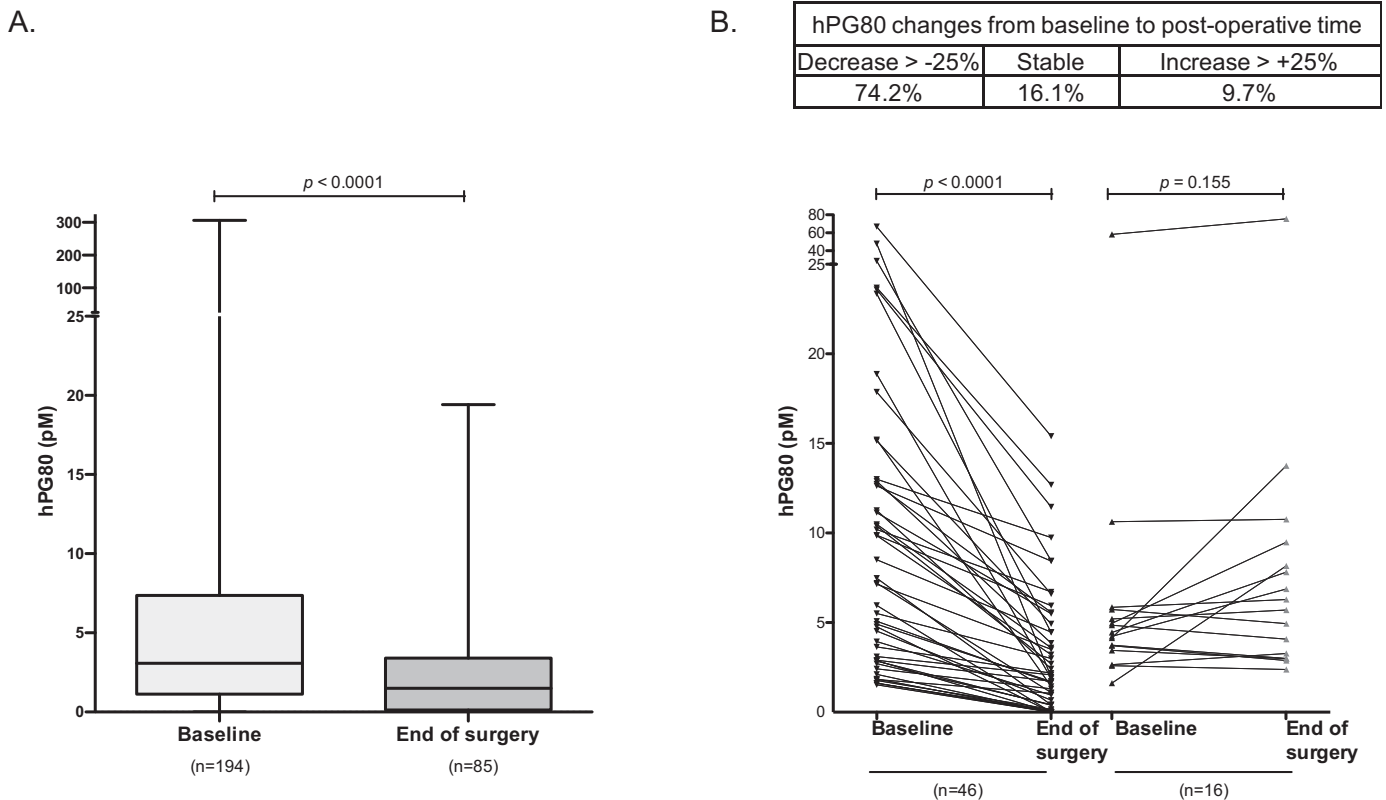 A.
B.
hPG80 changes from baseline to post-operative time
Decrease > -25% Stable Increase > +25%
74.2% 16.1% 9.7%
p < 0.0001
300
200
100
25
20
15
10
5
0
hPG80 (pM)
Baseline End of surgery
(n=194) (n=85)
p < 0.0001 p = 0.155
80
60
40
25
20
15
10
5
0
hPG80 (pM)
Baseline End of Baseline End of
surgery surgery
(n=46) (n=16)